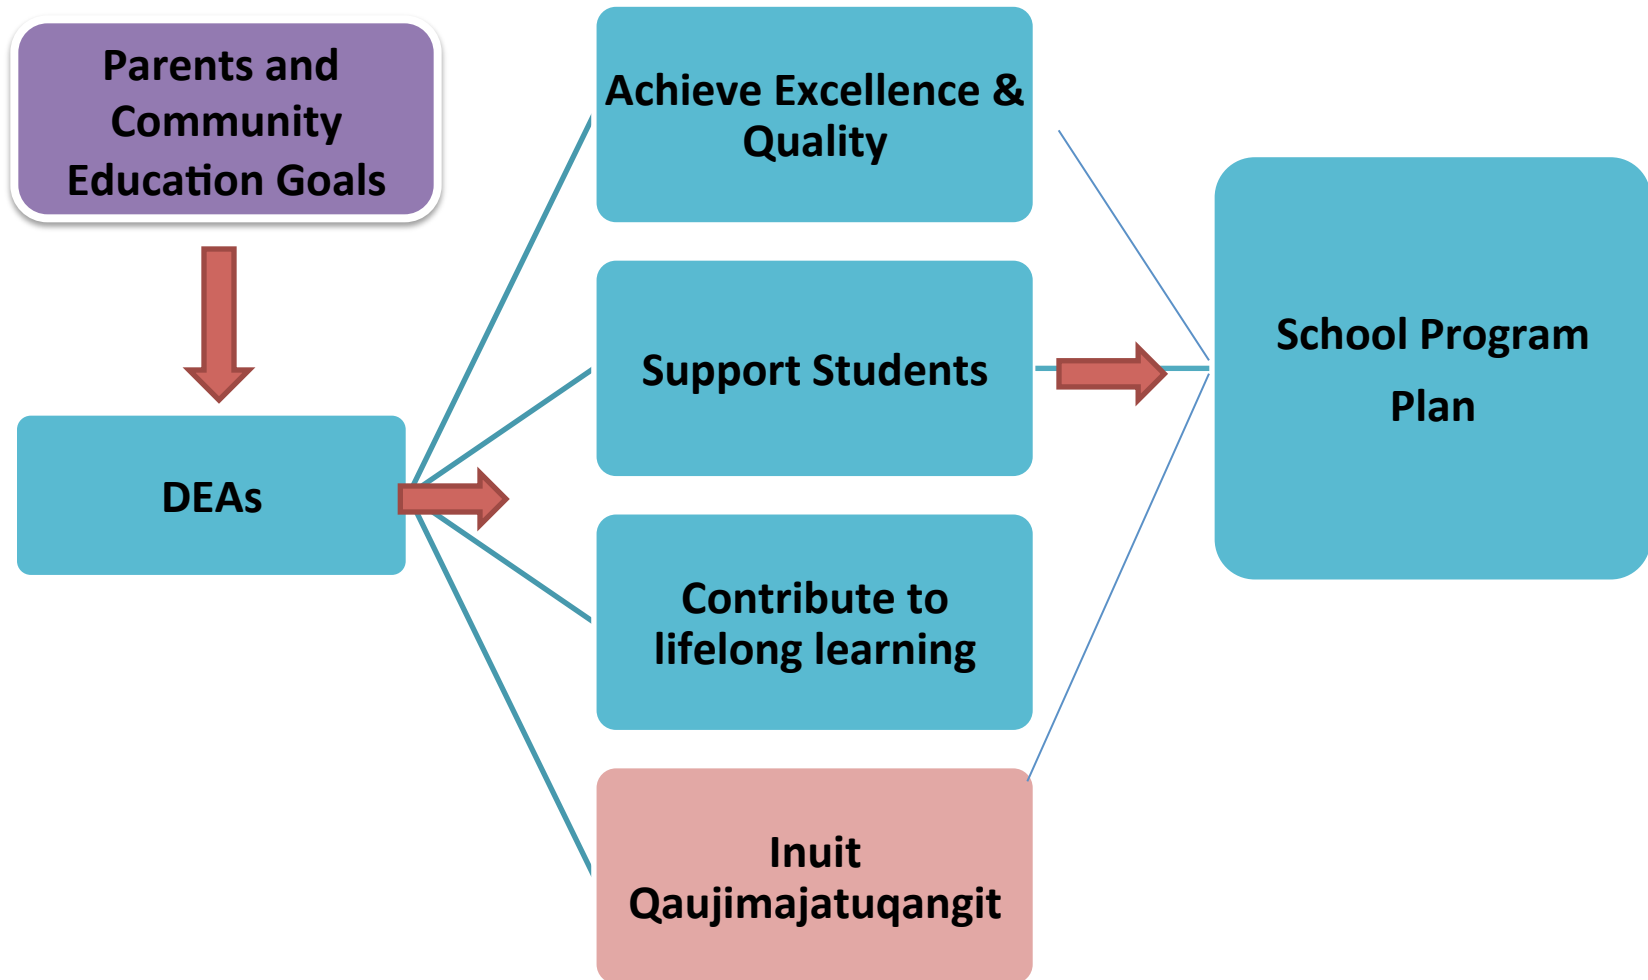 Parents and
Community
Education Goals
DEAs
Achieve Excellence &
Quality
Support Students
Contribute to
lifelong learning
Inuit
Qaujimajatuqangit
School Program
Plan